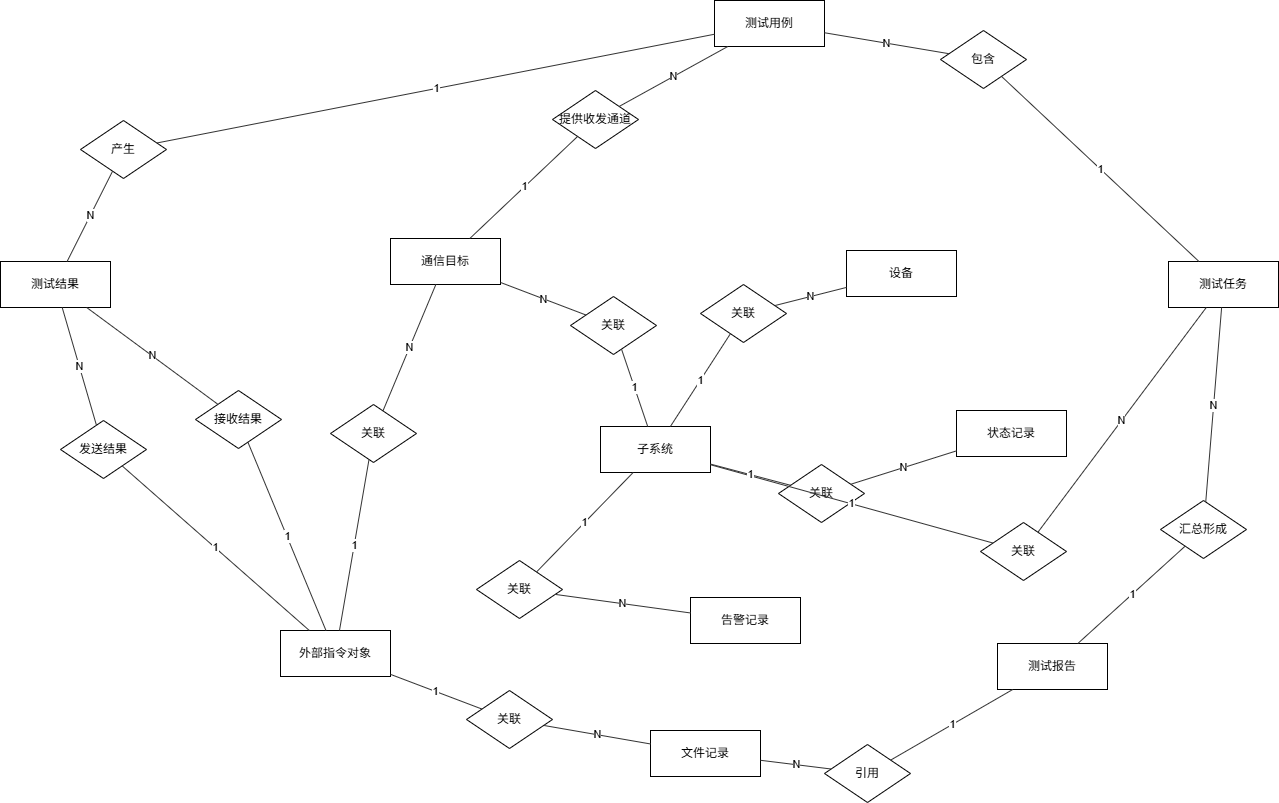 测试用例
N
包含
N
1
提供收发通道
产生
1
1
N
通信目标
设备
测试结果
测试任务
N
N
关联
关联
N
N
N
1
1
N
接收结果
N
发送结果
关联
子系统
状态记录
N
1
关联
1
1
1
1
1
汇总形成
关联
关联
1
N
告警记录
外部指令对象
测试报告
1
关联
N
文件记录
1
N
引用